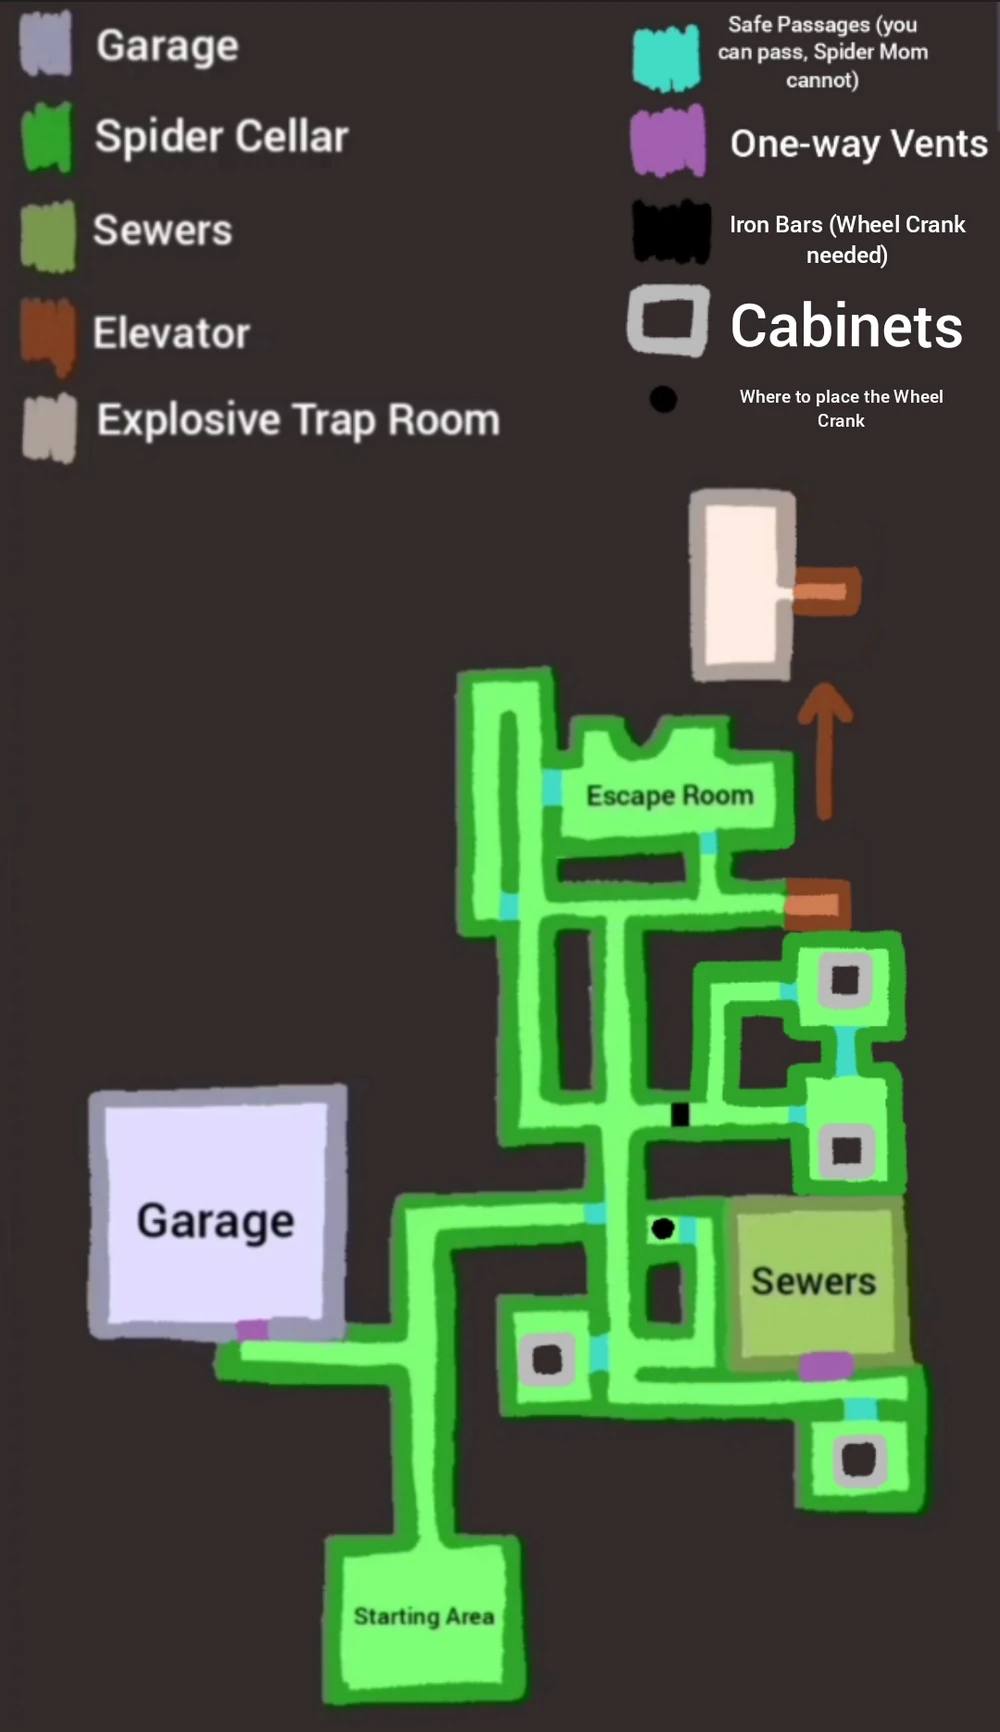 Garage
Spider Cellar
Sewers
Elevator
Explosive Trap Room
Safe Passages (you
can pass, Spider Mom
cannot)
One-way Vents
Iron Bars (Wheel Crank
needed)
Cabinets
Where to place the Wheel
Crank
Escape Room
Garage
Sewers
Starting Area